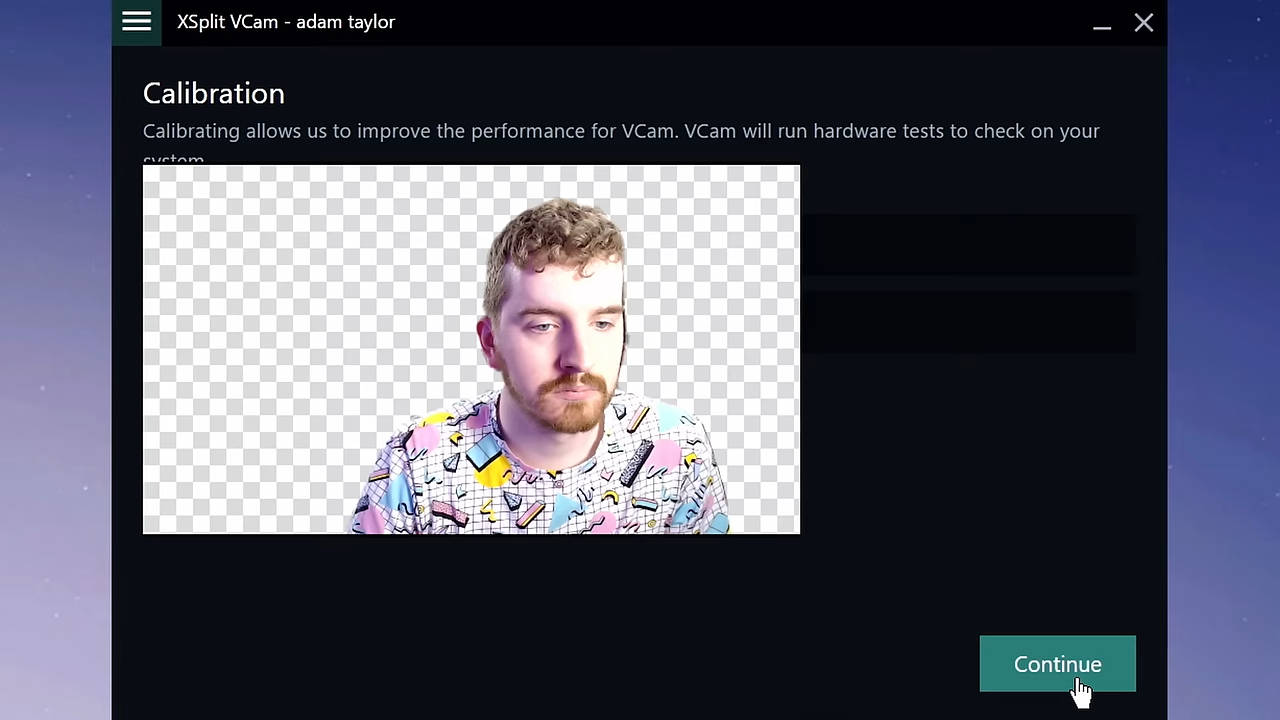 XSplit VCam - adam taylor
Calibration
Calibrating allows us to improve the performance for VCam. VCam will run hardware tests to check on your
system.
Continue